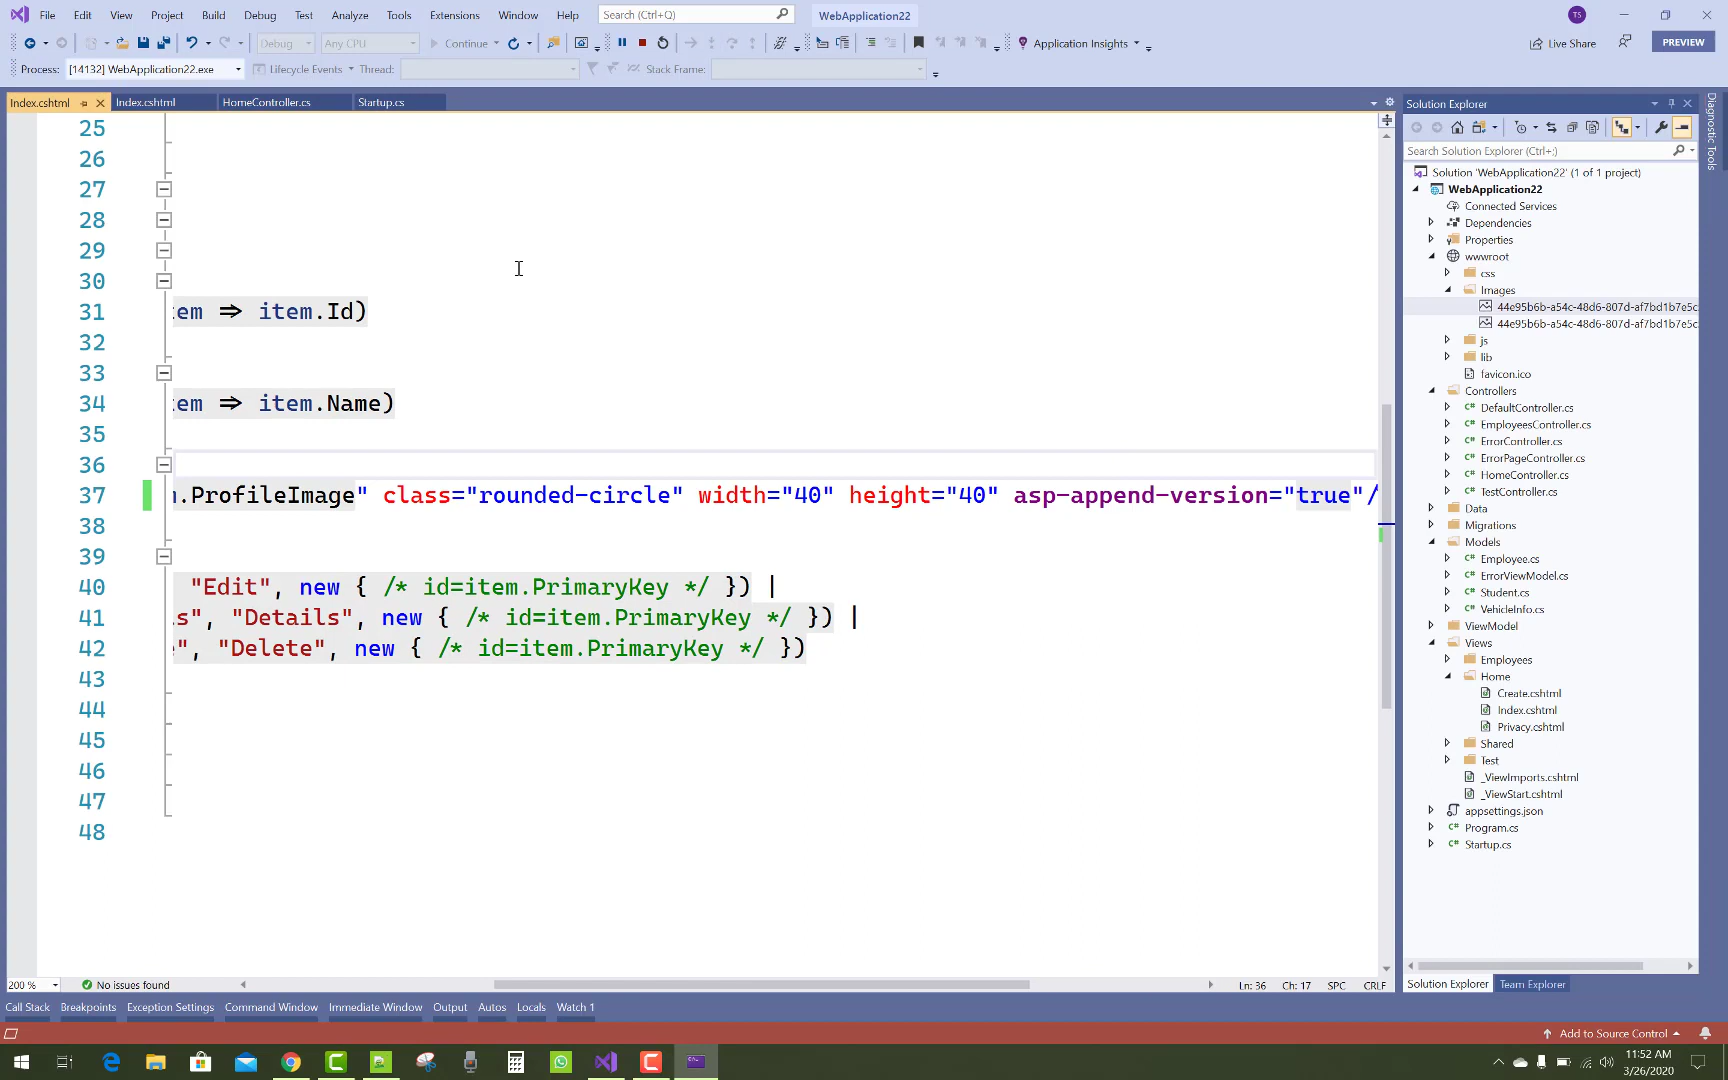 File Edit View Project Build Debug Test Analyze Tools Extensions Window Help Search (Ctrl+Q) WebApplication22 TS
Debug Any CPU Continue Application Insights Live Share PREVIEW
Process: [14132] WebApplication22.exe Lifecycle Events Thread: Stack Frame:
Index.cshtml Index.cshtml HomeController.cs Startup.cs
25
26
27
28
29
30
31 tem => item.Id)
32
33
34 tem => item.Name)
35
36
37 .ProfileImage" class="rounded-circle" width="40" height="40" asp-append-version="true"/
38
39
40 "Edit", new { /* id=item.PrimaryKey */ }) |
41 s", "Details", new { /* id=item.PrimaryKey */ }) |
42 e", "Delete", new { /* id=item.PrimaryKey */ })
43
44
45
46
47
48
200 % No issues found Ln: 36 Ch: 17 SPC CRLF
Solution Explorer
Search Solution Explorer (Ctrl+;)
Solution 'WebApplication22' (1 of 1 project)
WebApplication22
Connected Services
Dependencies
Properties
wwwroot
css
Images
44e95b6b-a54c-48d6-807d-af7bd1b7e5c
44e95b6b-a54c-48d6-807d-af7bd1b7e5c
js
lib
favicon.ico
Controllers
DefaultController.cs
EmployeesController.cs
ErrorController.cs
ErrorPageController.cs
HomeController.cs
TestController.cs
Data
Migrations
Models
Employee.cs
ErrorViewModel.cs
Student.cs
VehicleInfo.cs
ViewModel
Views
Employees
Home
Create.cshtml
Index.cshtml
Privacy.cshtml
Shared
Test
_ViewImports.cshtml
_ViewStart.cshtml
appsettings.json
Program.cs
Startup.cs
Solution Explorer Team Explorer
Diagnostic Tools
Call Stack Breakpoints Exception Settings Command Window Immediate Window Output Autos Locals Watch 1
Add to Source Control
11:52 AM
3/26/2020